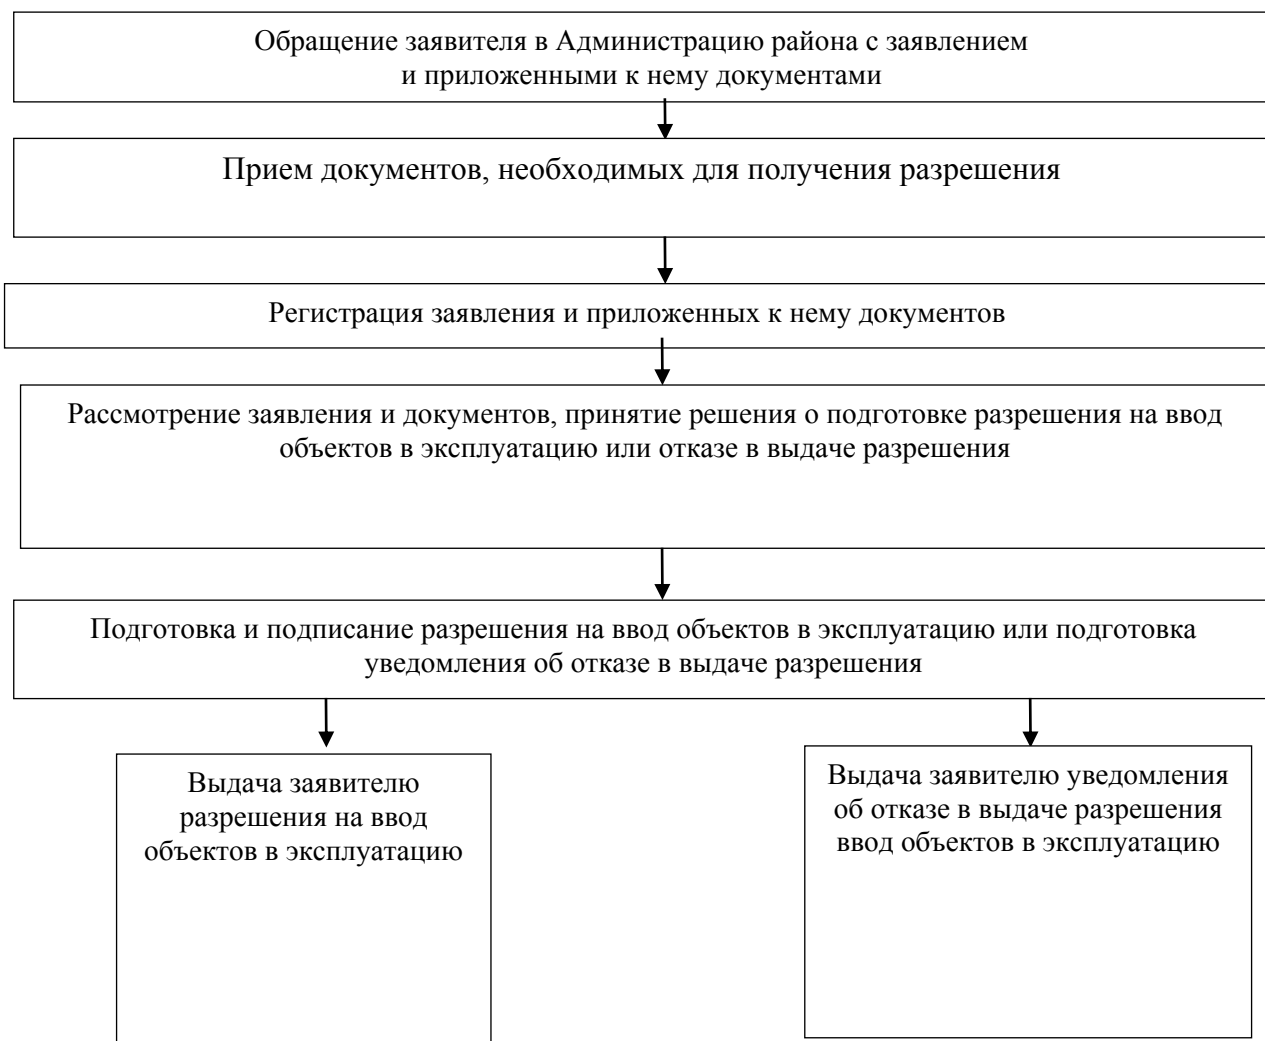 Обращение заявителя в Администрацию района с заявлением
и приложенными к нему документами
Прием документов, необходимых для получения разрешения
Регистрация заявления и приложенных к нему документов
Рассмотрение заявления и документов, принятие решения о подготовке разрешения на ввод
объектов в эксплуатацию или отказе в выдаче разрешения
Подготовка и подписание разрешения на ввод объектов в эксплуатацию или подготовка
уведомления об отказе в выдаче разрешения
Выдача заявителю
разрешения на ввод
объектов в эксплуатацию
Выдача заявителю уведомления
об отказе в выдаче разрешения
ввод объектов в эксплуатацию